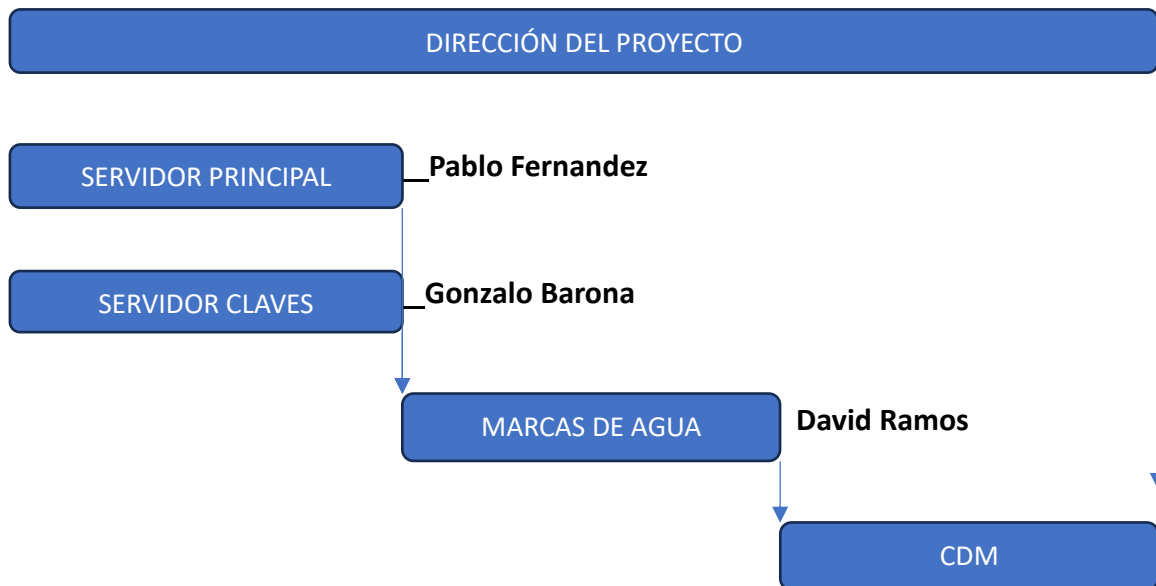 DIRECCIÓN DEL PROYECTO
SERVIDOR PRINCIPAL
Pablo Fernandez
SERVIDOR CLAVES
Gonzalo Barona
MARCAS DE AGUA
David Ramos
CDM